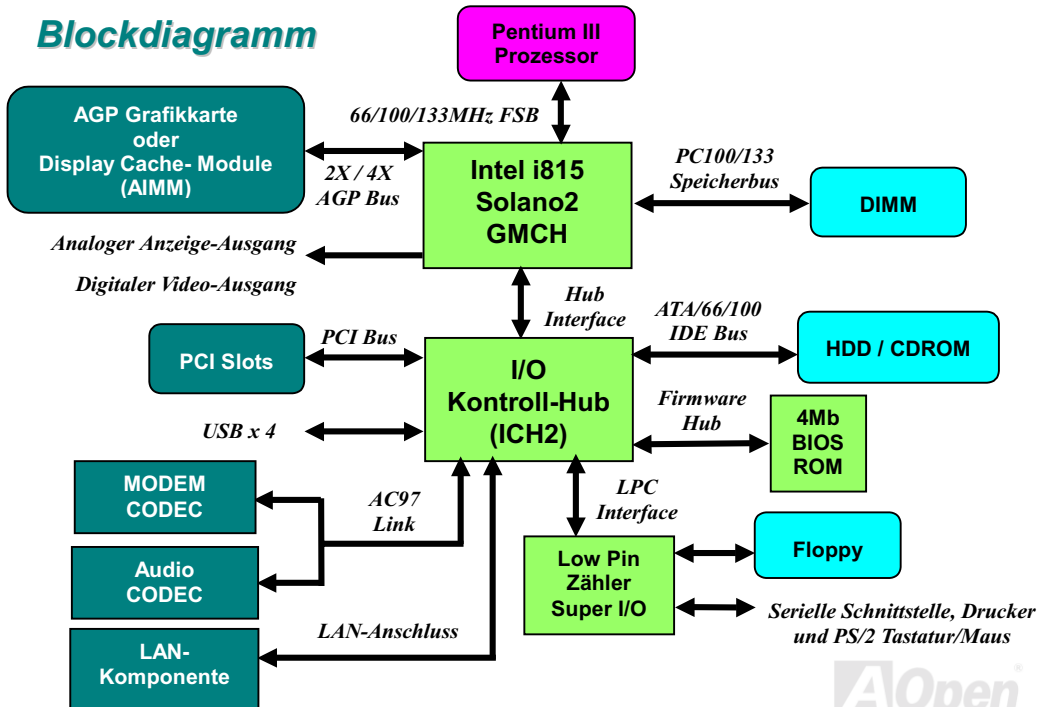 Blockdiagramm
Pentium III
Prozessor
AGP Grafikkarte
oder
Display Cache- Module
(AIMM)
66/100/133MHz FSB
2X / 4X
AGP Bus
Intel i815
Solano2
GMCH
PC100/133
Speicherbus
DIMM
Analoger Anzeige-Ausgang
Digitaler Video-Ausgang
Hub
Interface
ATA/66/100
IDE Bus
HDD / CDROM
PCI Slots
PCI Bus
I/O
Kontroll-Hub
(ICH2)
Firmware
Hub
4Mb
BIOS
ROM
USB x 4
MODEM
CODEC
AC97
Link
LPC
Interface
Audio
CODEC
Low Pin
Zähler
Super I/O
Floppy
Serielle Schnittstelle, Drucker
und PS/2 Tastatur/Maus
LAN-Anschluss
LAN-
Komponente
AOpen®